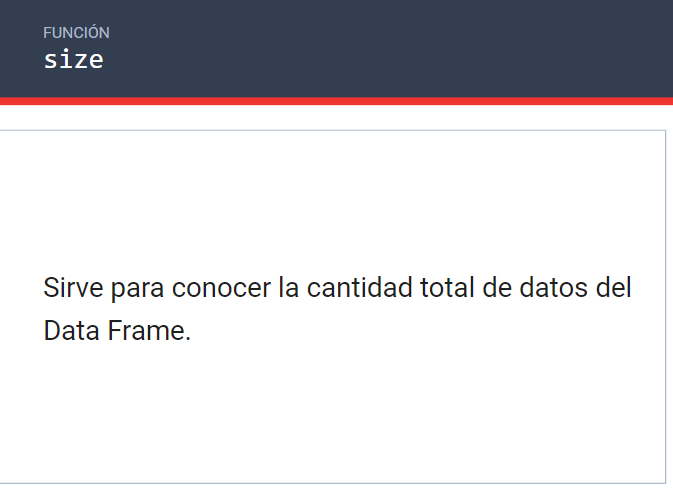 FUNCIÓN
size
Sirve para conocer la cantidad total de datos del
Data Frame.